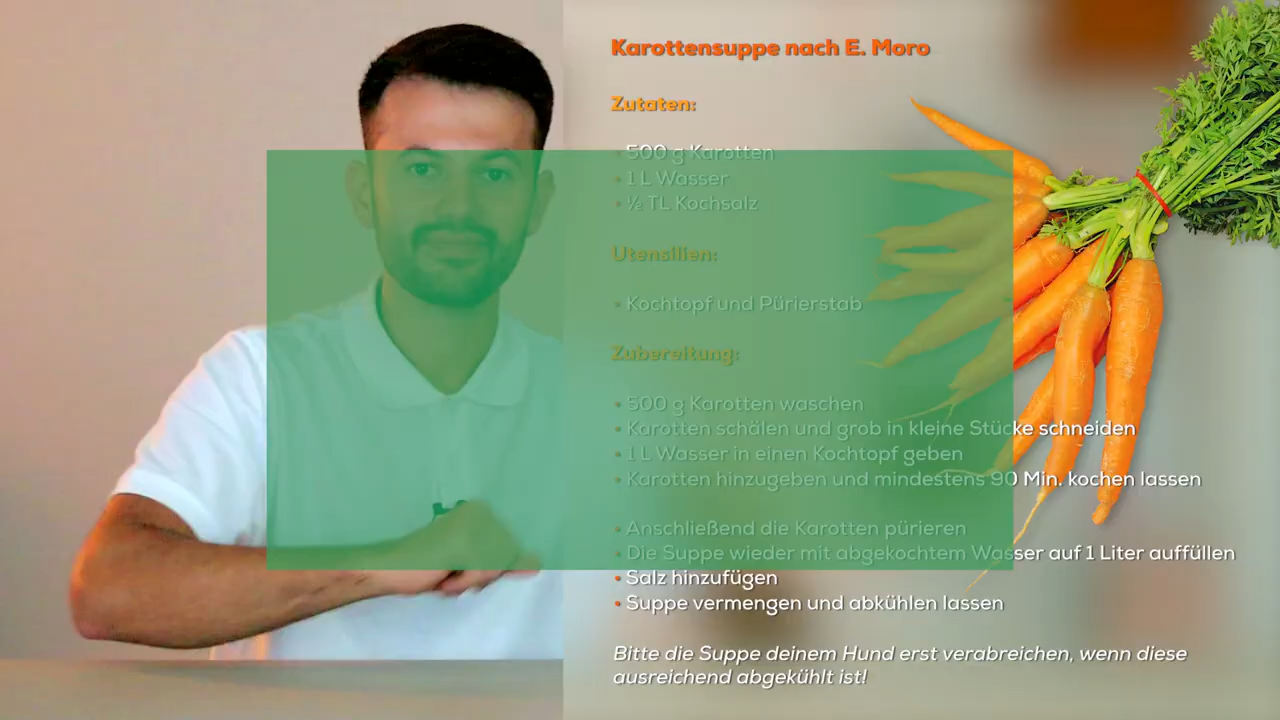 Karottensuppe nach E. Moro
Zutaten:
• 500 g Karotten
• 1 L Wasser
• ½ TL Kochsalz
Utensilien:
• Kochtopf und Pürierstab
Zubereitung:
• 500 g Karotten waschen
• Karotten schälen und grob in kleine Stücke schneiden
• 1 L Wasser in einen Kochtopf geben
• Karotten hinzugeben und mindestens 90 Min. kochen lassen
• Anschließend die Karotten pürieren
• Die Suppe wieder mit abgekochtem Wasser auf 1 Liter auffüllen
• Salz hinzufügen
• Suppe vermengen und abkühlen lassen
Bitte die Suppe deinem Hund erst verabreichen, wenn diese
ausreichend abgekühlt ist!